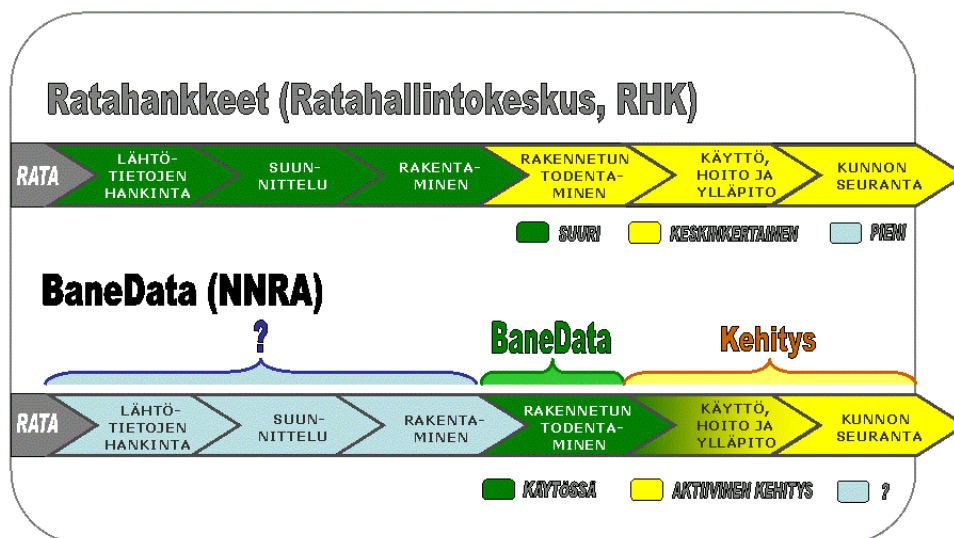 Ratahankkeet (Ratahallintokeskus, RHK)
RATA
LÄHTÖ-
TIETOJEN
HANKINTA
SUUN-
NITTELU
RAKENTA-
MINEN
RAKENNETUN
TODENTA-
MINEN
KÄYTTÖ,
HOITO JA
YLLÄPITO
KUNNON
SEURANTA
SUURI
KESKINKERTAINEN
PIENI
BaneData (NNRA)
?
BaneData
Kehitys
RATA
LÄHTÖ-
TIETOJEN
HANKINTA
SUUN-
NITTELU
RAKENTA-
MINEN
RAKENNETUN
TODENTA-
MINEN
KÄYTTÖ,
HOITO JA
YLLÄPITO
KUNNON
SEURANTA
KÄYTÖSSÄ
AKTIIVINEN KEHITYS
?